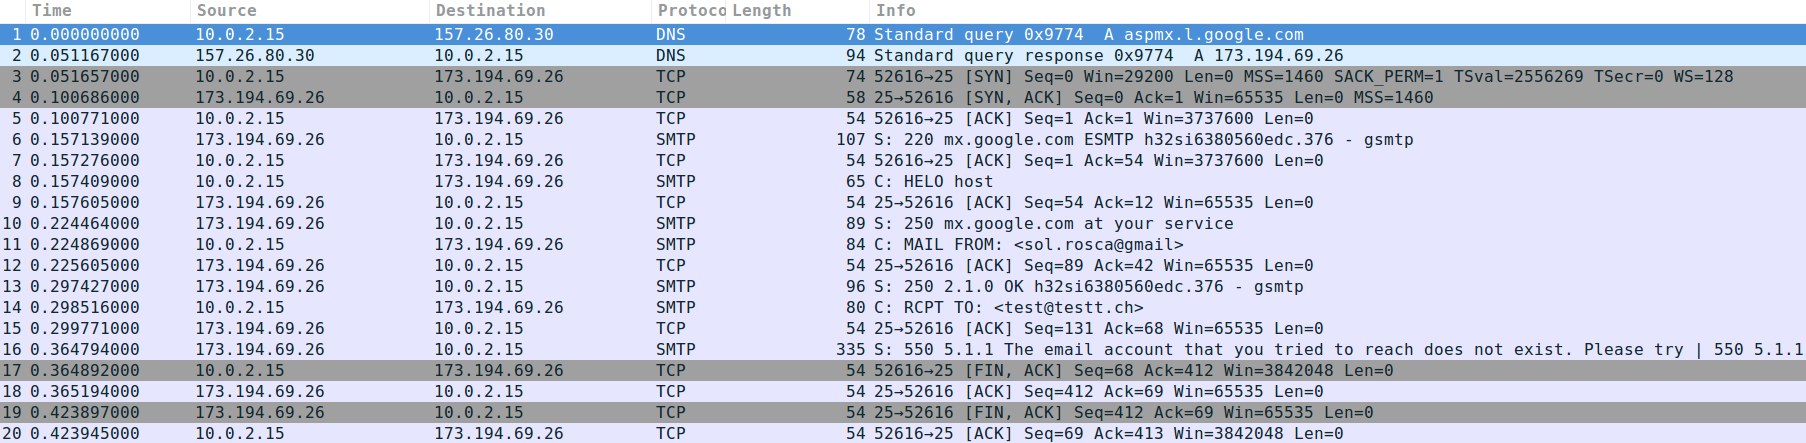 Time Source Destination Protoco Length Info
1 0.000000000 10.0.2.15 157.26.80.30 DNS 78 Standard query 0x9774 A aspmx.l.google.com
2 0.051167000 157.26.80.30 10.0.2.15 DNS 94 Standard query response 0x9774 A 173.194.69.26
3 0.051657000 10.0.2.15 173.194.69.26 TCP 74 52616→25 [SYN] Seq=0 Win=29200 Len=0 MSS=1460 SACK_PERM=1 TSval=2556269 TSecr=0 WS=128
4 0.100686000 173.194.69.26 10.0.2.15 TCP 58 25→52616 [SYN, ACK] Seq=0 Ack=1 Win=65535 Len=0 MSS=1460
5 0.100771000 10.0.2.15 173.194.69.26 TCP 54 52616→25 [ACK] Seq=1 Ack=1 Win=3737600 Len=0
6 0.157139000 173.194.69.26 10.0.2.15 SMTP 107 S: 220 mx.google.com ESMTP h32si6380560edc.376 - gsmtp
7 0.157276000 10.0.2.15 173.194.69.26 TCP 54 52616→25 [ACK] Seq=1 Ack=54 Win=3737600 Len=0
8 0.157409000 10.0.2.15 173.194.69.26 SMTP 65 C: HELO host
9 0.157605000 173.194.69.26 10.0.2.15 TCP 54 25→52616 [ACK] Seq=54 Ack=12 Win=65535 Len=0
10 0.224464000 173.194.69.26 10.0.2.15 SMTP 89 S: 250 mx.google.com at your service
11 0.224869000 10.0.2.15 173.194.69.26 SMTP 84 C: MAIL FROM: <sol.rosca@gmail>
12 0.225605000 173.194.69.26 10.0.2.15 TCP 54 25→52616 [ACK] Seq=89 Ack=42 Win=65535 Len=0
13 0.297427000 173.194.69.26 10.0.2.15 SMTP 96 S: 250 2.1.0 OK h32si6380560edc.376 - gsmtp
14 0.298516000 10.0.2.15 173.194.69.26 SMTP 80 C: RCPT TO: <test@testt.ch>
15 0.299771000 173.194.69.26 10.0.2.15 TCP 54 25→52616 [ACK] Seq=131 Ack=68 Win=65535 Len=0
16 0.364794000 173.194.69.26 10.0.2.15 SMTP 335 S: 550 5.1.1 The email account that you tried to reach does not exist. Please try | 550 5.1.1
17 0.364892000 10.0.2.15 173.194.69.26 TCP 54 52616→25 [FIN, ACK] Seq=68 Ack=412 Win=3842048 Len=0
18 0.365194000 173.194.69.26 10.0.2.15 TCP 54 25→52616 [ACK] Seq=412 Ack=69 Win=65535 Len=0
19 0.423897000 173.194.69.26 10.0.2.15 TCP 54 25→52616 [FIN, ACK] Seq=412 Ack=69 Win=65535 Len=0
20 0.423945000 10.0.2.15 173.194.69.26 TCP 54 52616→25 [ACK] Seq=69 Ack=413 Win=3842048 Len=0